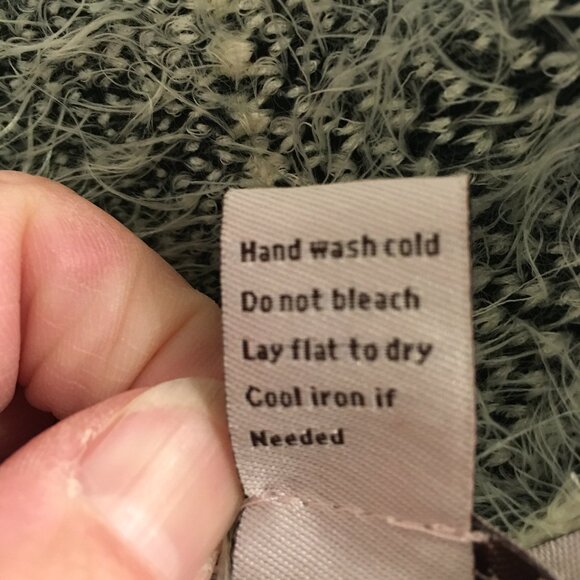 Hand wash cold
Do not bleach
Lay flat to dry
Cool iron if
Needed